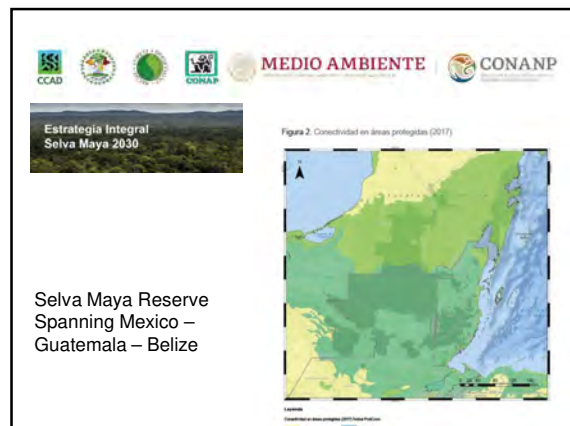 CCAD
CONAP
MEDIO AMBIENTE
CONANP
Estrategia Integral
Selva Maya 2030
Figura 2. Conectividad en áreas protegidas (2017)
N
Selva Maya Reserve
Spanning Mexico –
Guatemala – Belize
Leyenda